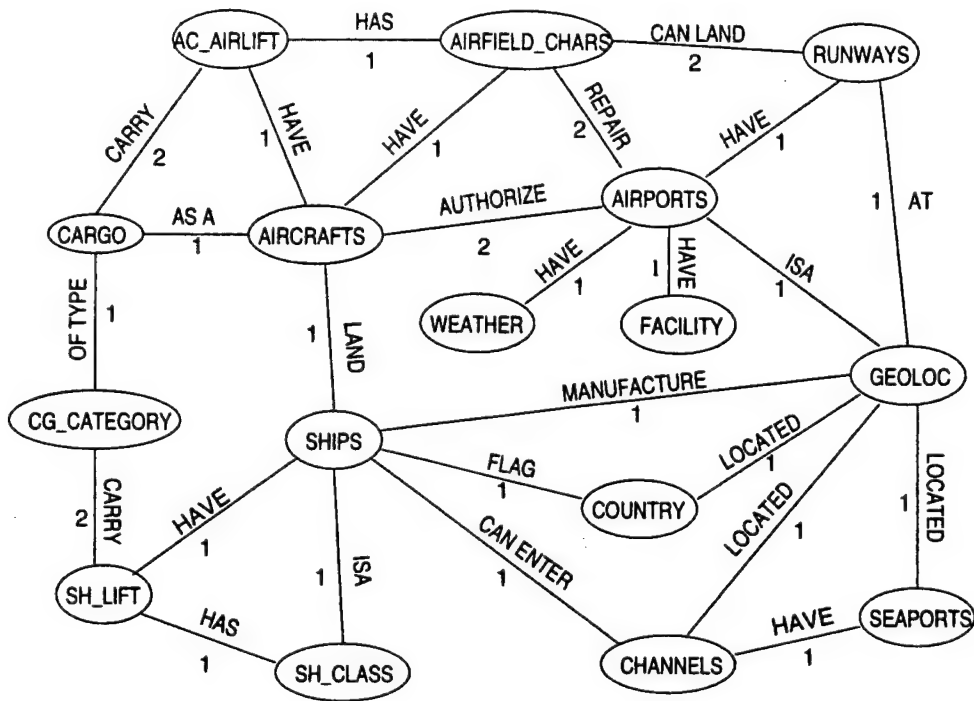 HAS
AC_AIRLIFT
AIRFIELD_CHARS
CAN LAND
RUNWAYS
1
2
CARRY
2
1
HAVE
HAVE
1
REPAIR
2
HAVE
1
AIRPORTS
1
AT
CARGO
AS A
1
AIRCRAFTS
AUTHORIZE
2
HAVE
1
HAVE
1
ISA
1
OF TYPE
1
1
LAND
WEATHER
FACILITY
GEOLOC
MANUFACTURE
1
CG_CATEGORY
SHIPS
FLAG
1
LOCATED
1
COUNTRY
LOCATED
1
LOCATED
1
CARRY
2
HAVE
1
ISA
1
CAN ENTER
1
SH_LIFT
HAS
1
SH_CLASS
CHANNELS
HAVE
1
SEAPORTS